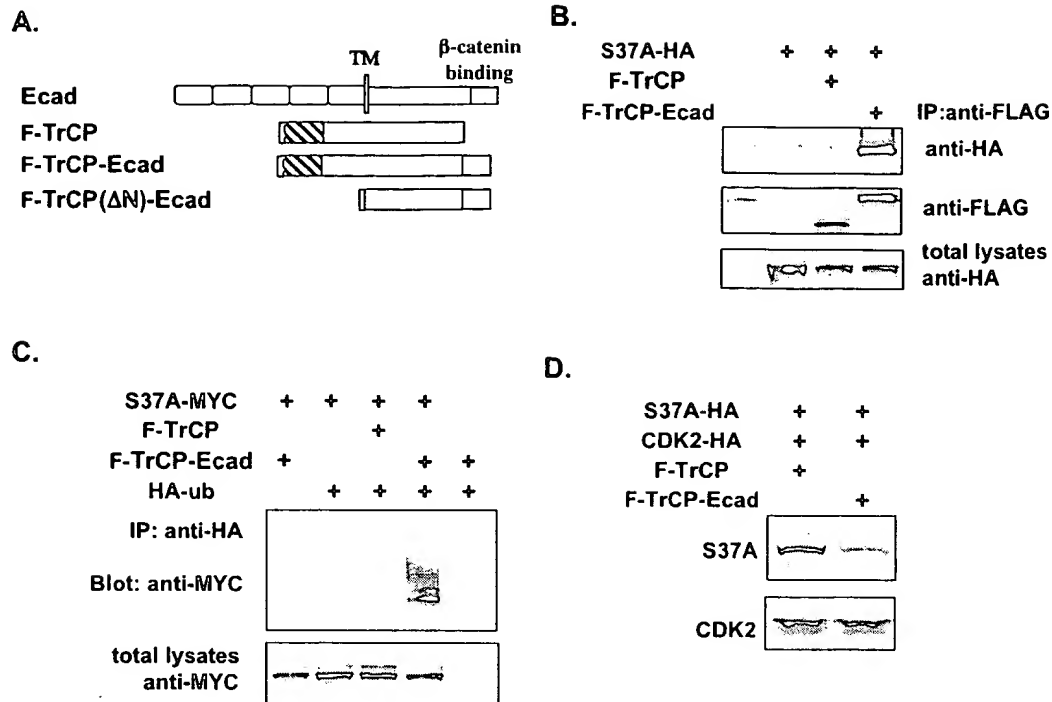 A.
TM
β-catenin
binding
Ecad
F-TrCP
F-TrCP-Ecad
F-TrCP(ΔN)-Ecad
B.
S37A-HA + + +
F-TrCP +
F-TrCP-Ecad + IP:anti-FLAG
anti-HA
anti-FLAG
total lysates
anti-HA
C.
S37A-MYC + + + +
F-TrCP +
F-TrCP-Ecad + + +
HA-ub + + + +
IP: anti-HA
Blot: anti-MYC
total lysates
anti-MYC
D.
S37A-HA + +
CDK2-HA + +
F-TrCP +
F-TrCP-Ecad +
S37A
CDK2